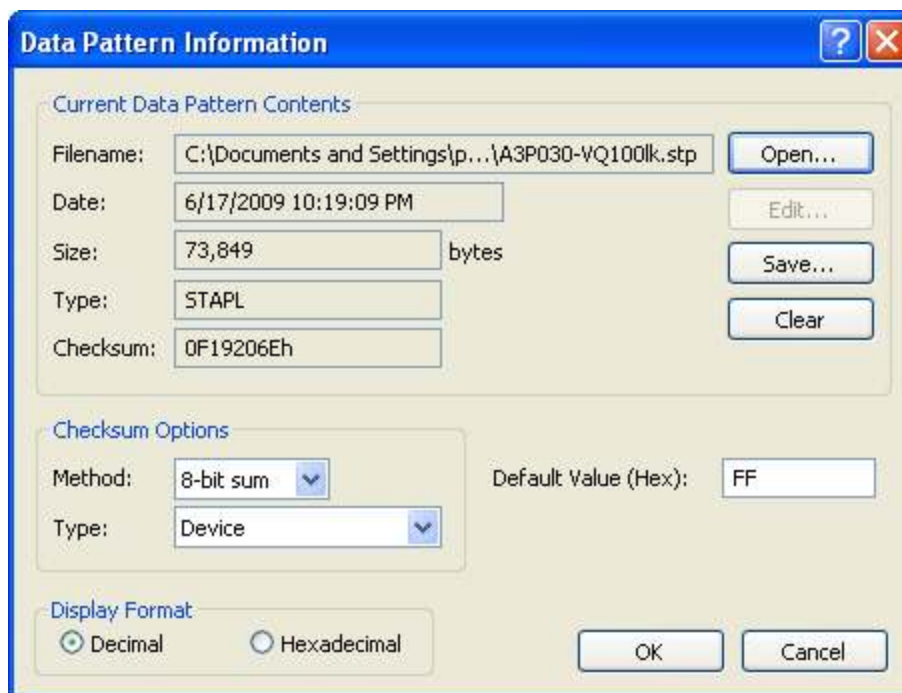 Data Pattern Information
Current Data Pattern Contents
Filename: C:\Documents and Settings\p...\A3P030-VQ100lk.stp Open...
Date: 6/17/2009 10:19:09 PM Edit...
Size: 73,849 bytes Save...
Type: STAPL Clear
Checksum: 0F19206Eh
Checksum Options
Method: 8-bit sum Default Value (Hex): FF
Type: Device
Display Format
Decimal Hexadecimal OK Cancel